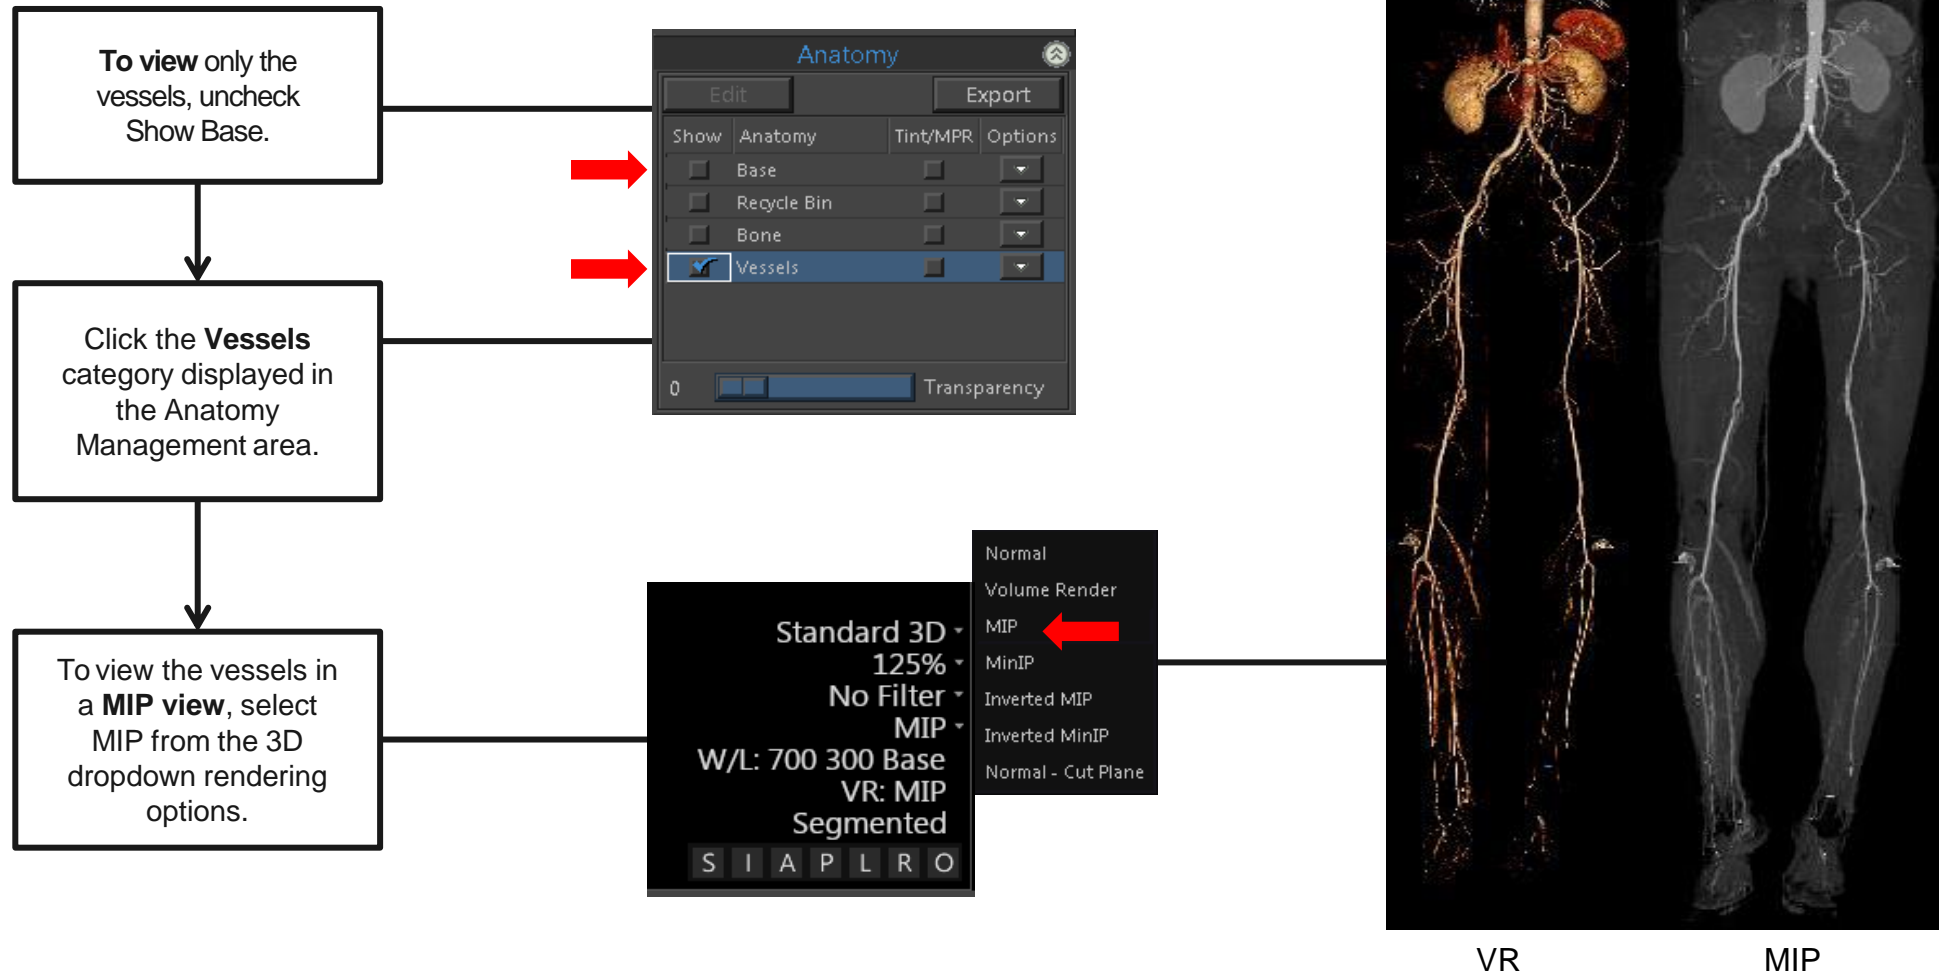 To view only the
vessels, uncheck
Show Base.
Click the Vessels
category displayed in
the Anatomy
Management area.
To view the vessels in
a MIP view, select
MIP from the 3D
dropdown rendering
options.
Anatomy
Edit Export
Show Anatomy Tint/MPR Options
Base
Recycle Bin
Bone
Vessels
0 Transparency
Standard 3D
125%
No Filter
MIP
W/L: 700 300 Base
VR: MIP
Segmented
S I A P L R O
Normal
Volume Render
MIP
MinIP
Inverted MIP
Inverted MinIP
Normal - Cut Plane
VR MIP